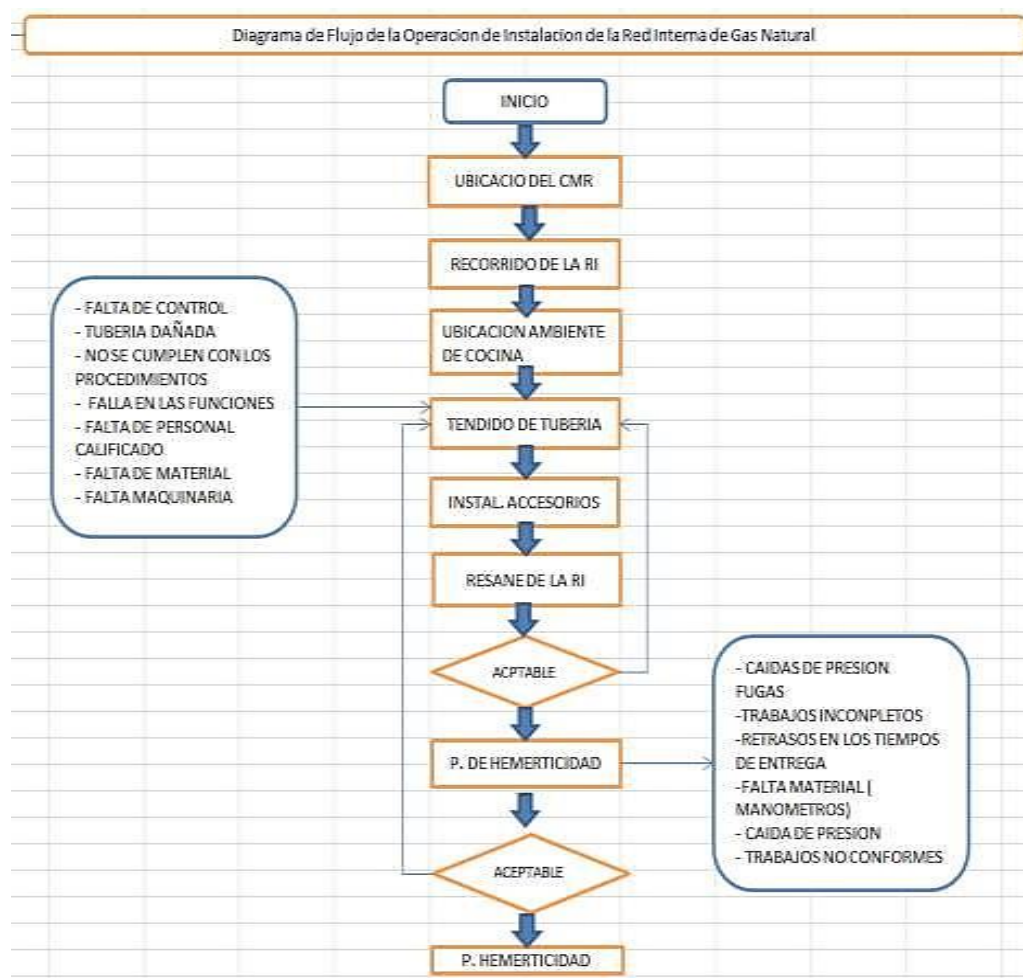 Diagrama de Flujo de la Operacion de Instalacion de la Red Interna de Gas Natural
INICIO
UBICACIO DEL CMR
RECORRIDO DE LA RI
- FALTA DE CONTROL
- TUBERIA DAÑADA
- NO SE CUMPLEN CON LOS
PROCEDIMIENTOS
- FALLA EN LAS FUNCIONES
- FALTA DE PERSONAL
CALIFICADO
- FALTA DE MATERIAL
- FALTA MAQUINARIA
UBICACION AMBIENTE
DE COCINA
TENDIDO DE TUBERIA
INSTAL. ACCESORIOS
RESANE DE LA RI
ACPTABLE
P. DE HEMERTICIDAD
- CAIDAS DE PRESION
FUGAS
-TRABAJOS INCONPLETOS
-RETRASOS EN LOS TIEMPOS
DE ENTREGA
-FALTA MATERIAL (
MANOMETROS)
- CAIDA DE PRESION
- TRABAJOS NO CONFORMES
ACEPTABLE
P. HEMERTICIDAD